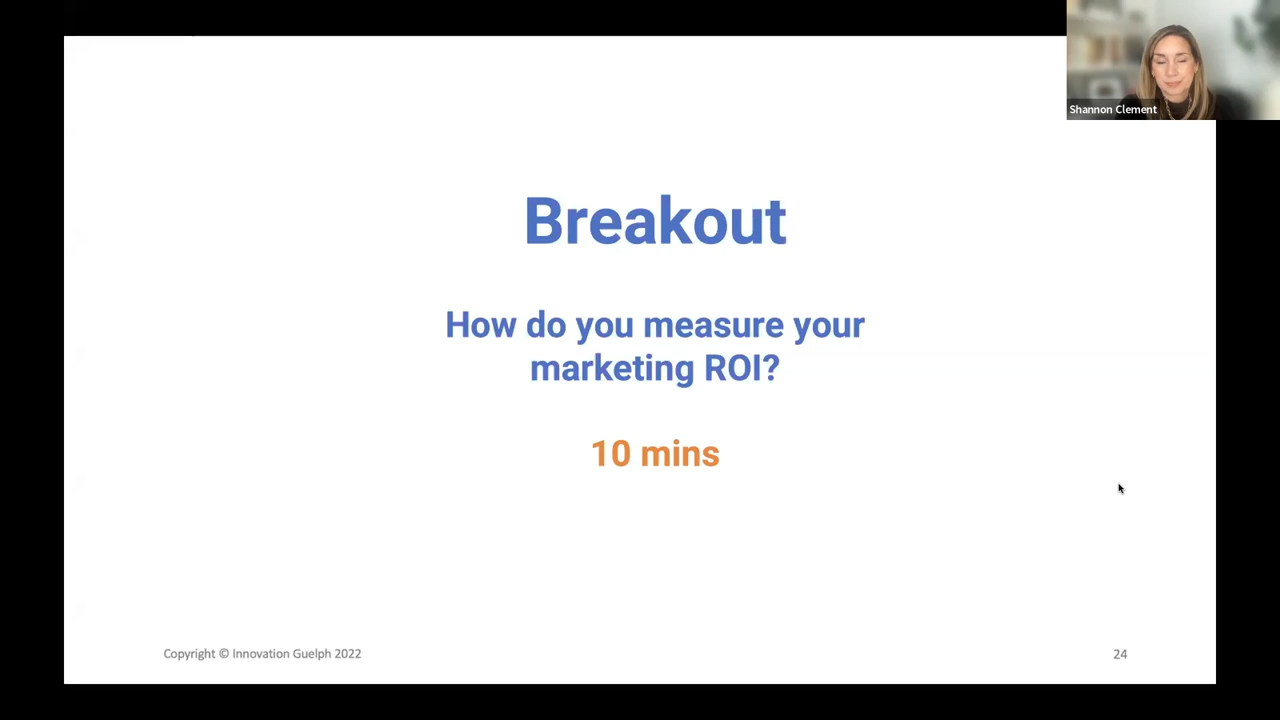 Shannon Clement
Breakout
How do you measure your
marketing ROI?
10 mins
Copyright © Innovation Guelph 2022
24